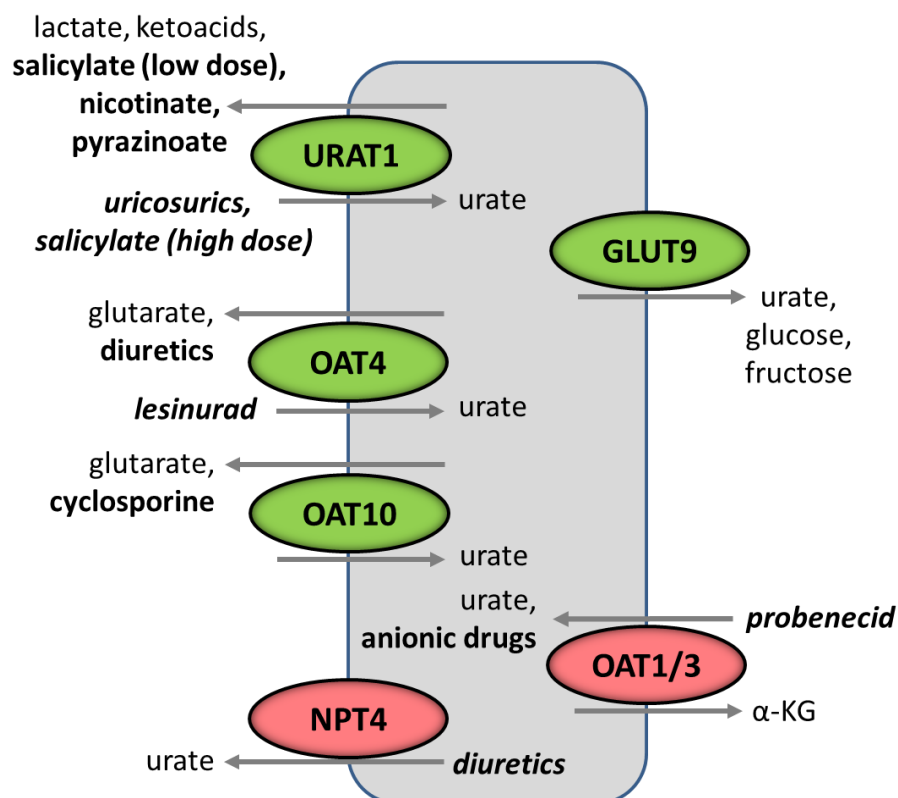 lactate, ketoacids,
salicylate (low dose),
nicotinate,
pyrazinoate
URAT1
uricosurics,
salicylate (high dose)
urate
GLUT9
urate,
glucose,
fructose
glutarate,
diuretics
OAT4
lesinurad
urate
glutarate,
cyclosporine
OAT10
urate
urate,
anionic drugs
probenecid
OAT1/3
α-KG
NPT4
urate
diuretics